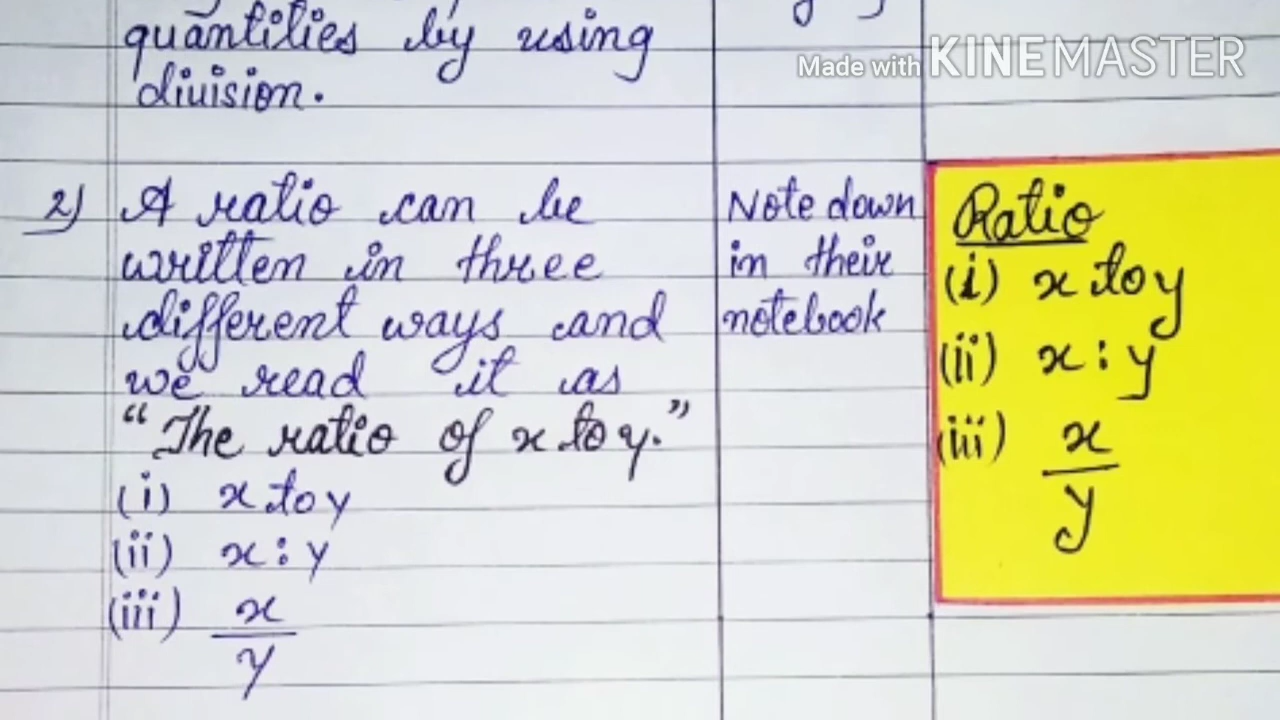 quantities by using
division.
Made with KINEMASTER
2) A ratio can be
written in three
different ways and
we read it as
“The ratio of x to y.”
(i) x to y
(ii) x : y
(iii) x
y
Note down
in their
notebook
Ratio
(i) x to y
(ii) x : y
(iii) x
y